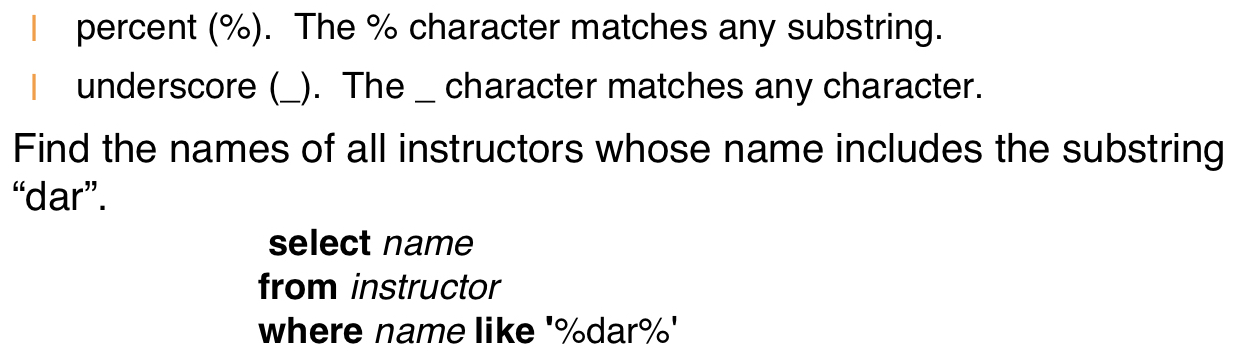 percent (%). The % character matches any substring.
underscore (_). The _ character matches any character.
Find the names of all instructors whose name includes the substring
“dar”.
select name
from instructor
where name like '%dar%'